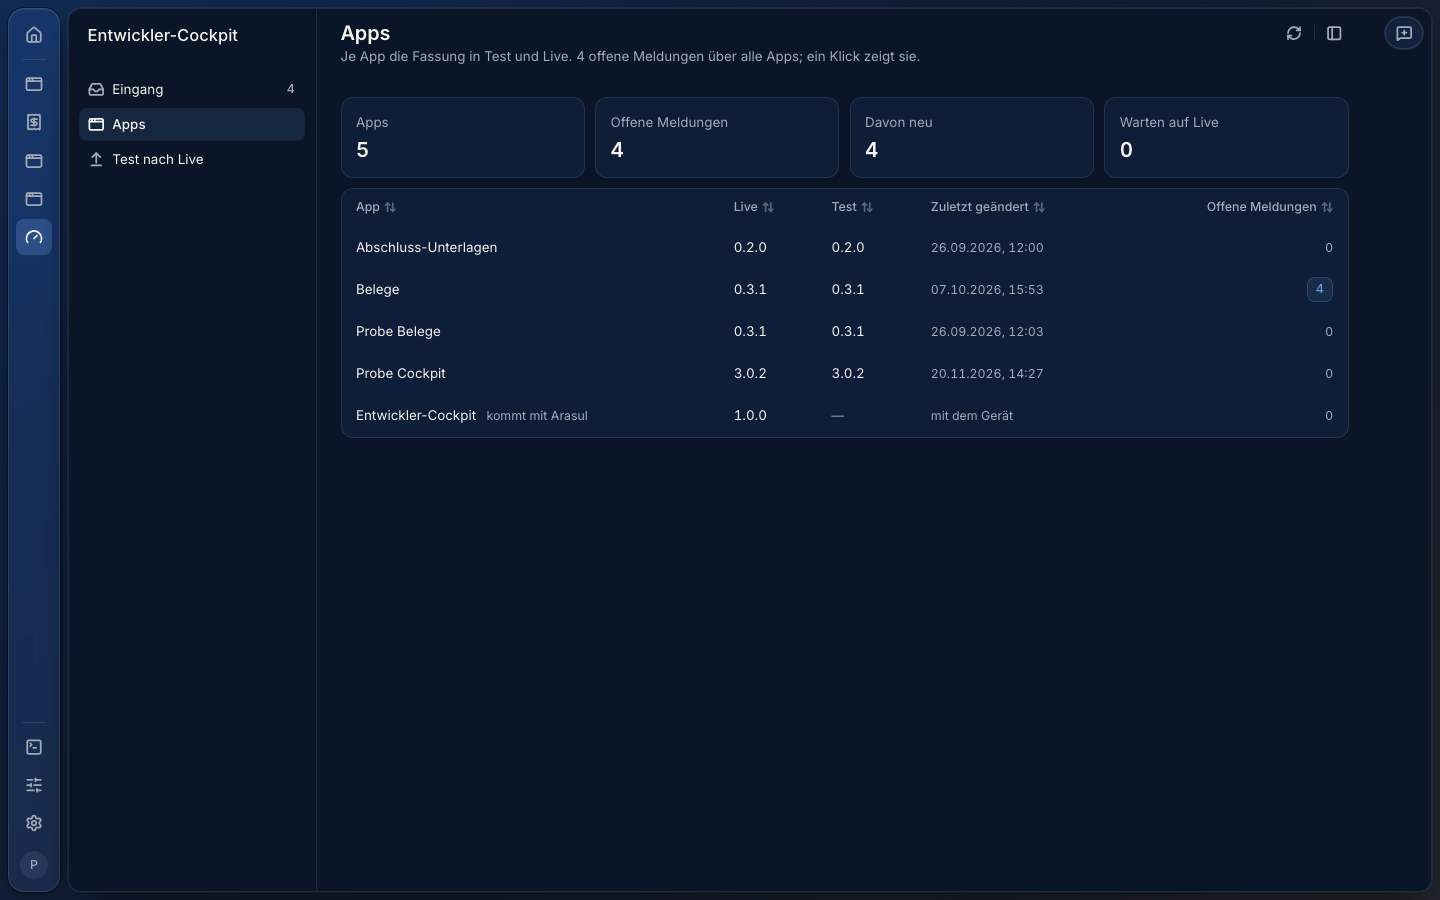 Entwickler-Cockpit
Eingang 4
Apps
Test nach Live
P
Apps
Je App die Fassung in Test und Live. 4 offene Meldungen über alle Apps; ein Klick zeigt sie.
Apps
5
Offene Meldungen
4
Davon neu
4
Warten auf Live
0
App Live Test Zuletzt geändert Offene Meldungen
Abschluss-Unterlagen 0.2.0 0.2.0 26.09.2026, 12:00 0
Belege 0.3.1 0.3.1 07.10.2026, 15:53 4
Probe Belege 0.3.1 0.3.1 26.09.2026, 12:03 0
Probe Cockpit 3.0.2 3.0.2 20.11.2026, 14:27 0
Entwickler-Cockpit kommt mit Arasul 1.0.0 — mit dem Gerät 0